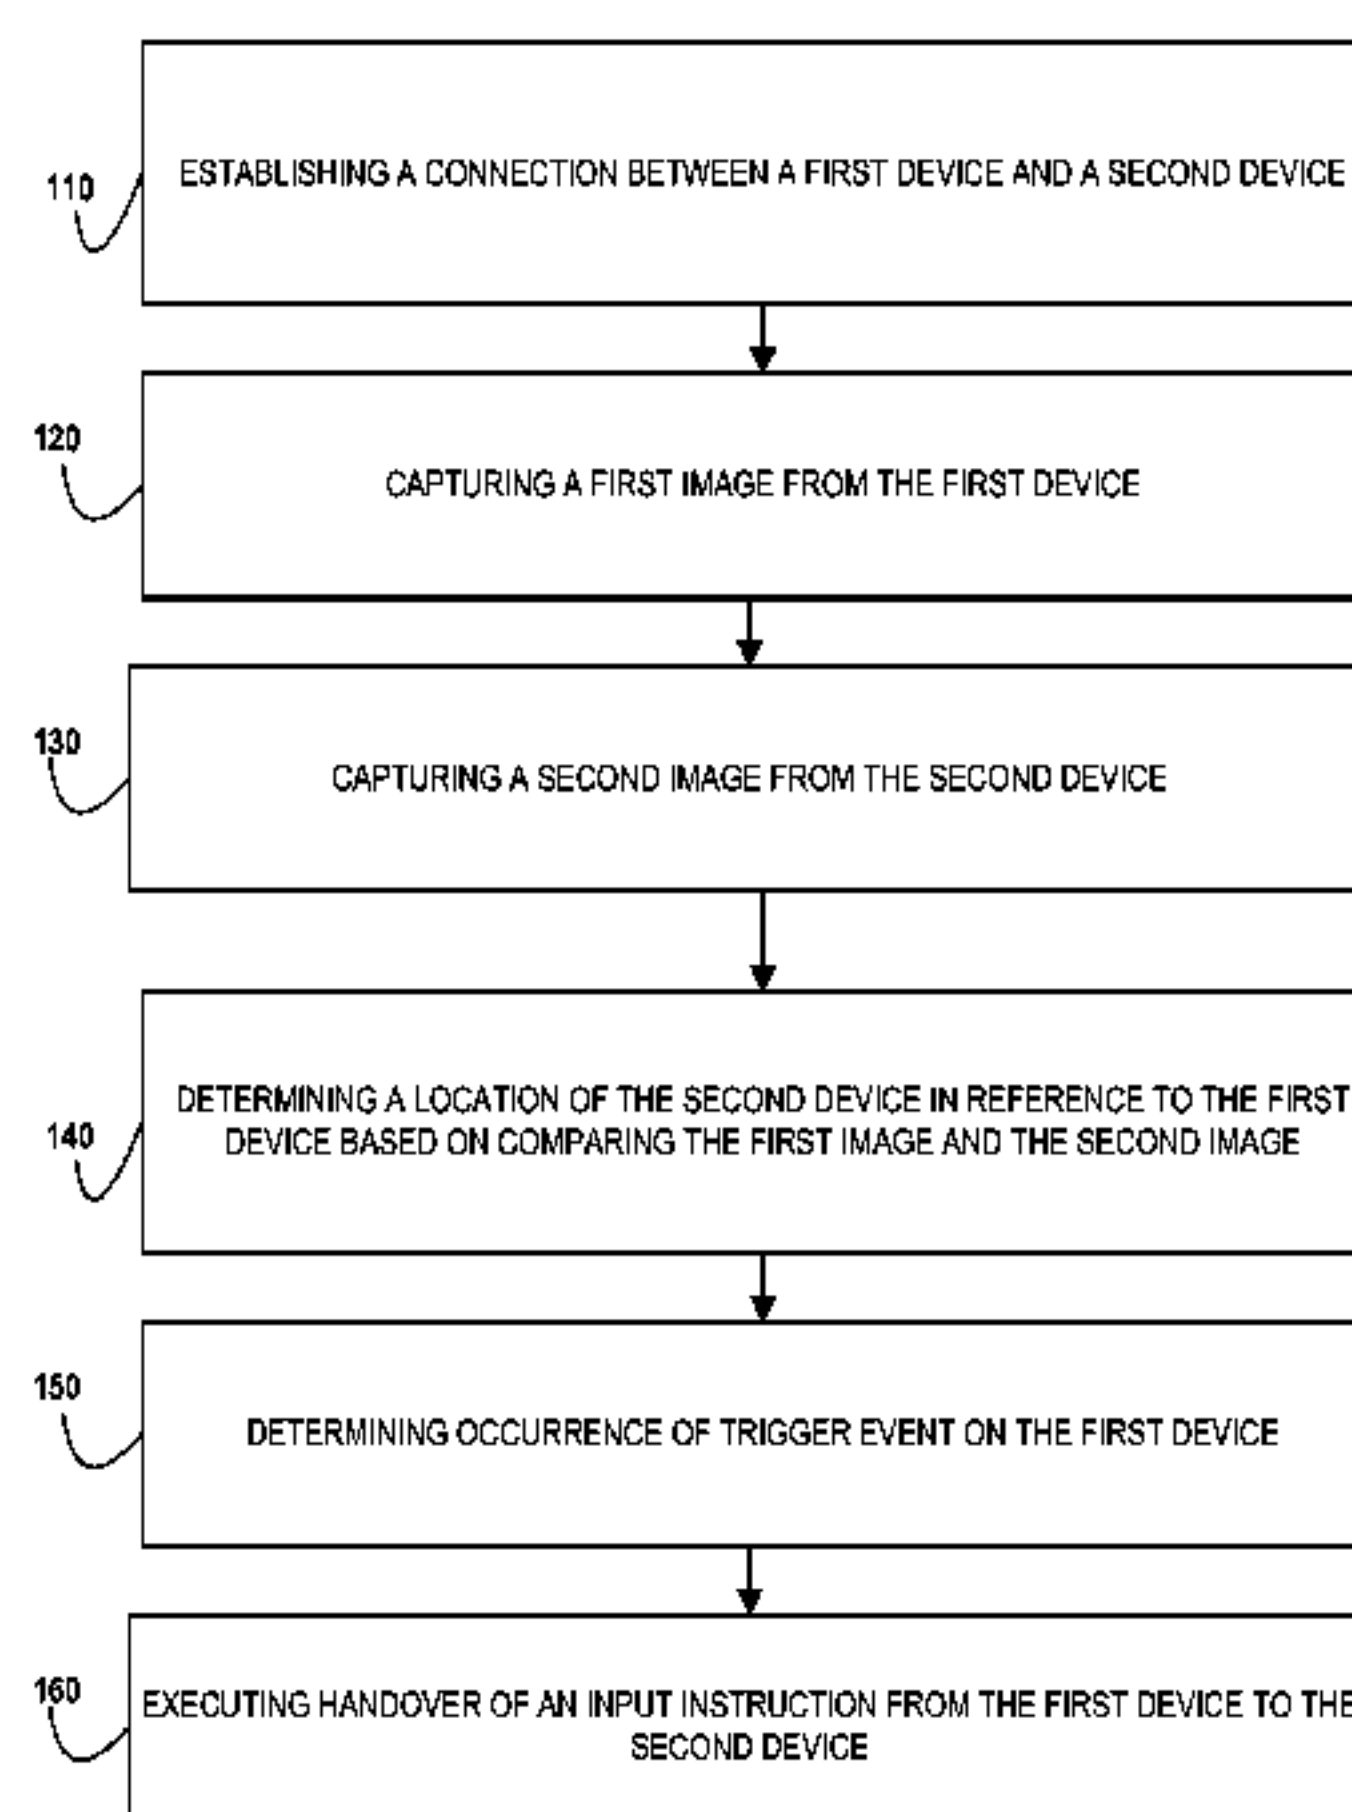 110
ESTABLISHING A CONNECTION BETWEEN A FIRST DEVICE AND A SECOND DEVICE
120
CAPTURING A FIRST IMAGE FROM THE FIRST DEVICE
130
CAPTURING A SECOND IMAGE FROM THE SECOND DEVICE
140
DETERMINING A LOCATION OF THE SECOND DEVICE IN REFERENCE TO THE FIRST
DEVICE BASED ON COMPARING THE FIRST IMAGE AND THE SECOND IMAGE
150
DETERMINING OCCURRENCE OF TRIGGER EVENT ON THE FIRST DEVICE
160
EXECUTING HANDOVER OF AN INPUT INSTRUCTION FROM THE FIRST DEVICE TO THE
SECOND DEVICE